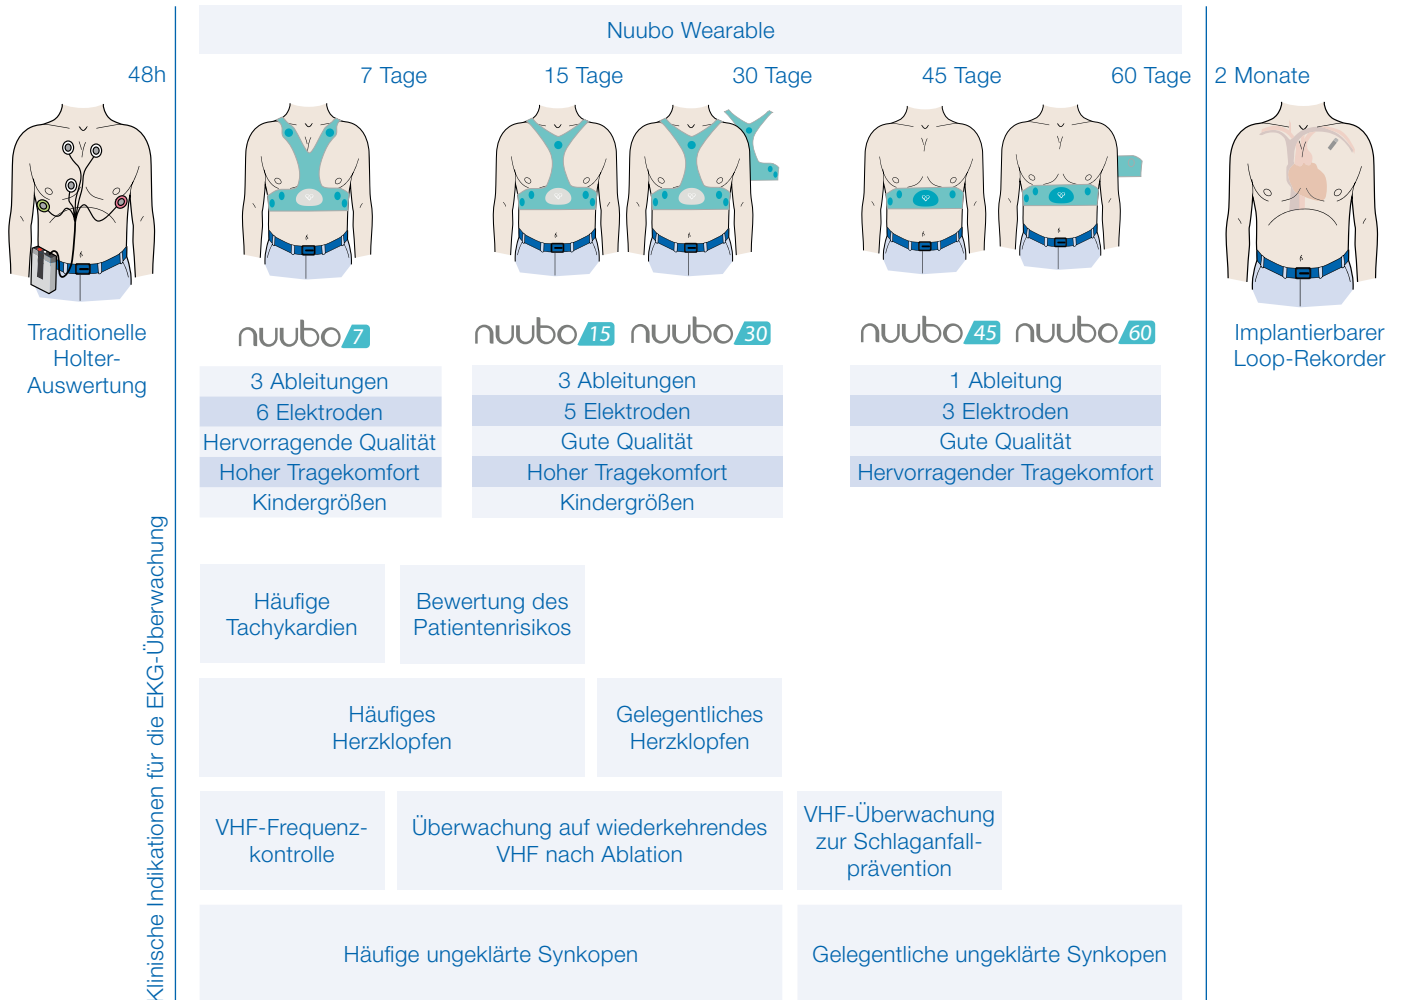 Nuubo Wearable
48h
7 Tage
15 Tage
30 Tage
45 Tage
60 Tage
2 Monate
Traditionelle
Holter-
Auswertung
nuubo 7
nuubo 15
nuubo 30
nuubo 45
nuubo 60
Implantierbarer
Loop-Rekorder
3 Ableitungen
6 Elektroden
Hervorragende Qualität
Hoher Tragekomfort
Kindergrößen
3 Ableitungen
5 Elektroden
Gute Qualität
Hoher Tragekomfort
Kindergrößen
1 Ableitung
3 Elektroden
Gute Qualität
Hervorragender Tragekomfort
Klinische Indikationen für die EKG-Überwachung
Häufige
Tachykardien
Bewertung des
Patientenrisikos
Häufiges
Herzklopfen
Gelegentliches
Herzklopfen
VHF-Frequenz-
kontrolle
Überwachung auf wiederkehrendes
VHF nach Ablation
VHF-Überwachung
zur Schlaganfall-
prävention
Häufige ungeklärte Synkopen
Gelegentliche ungeklärte Synkopen